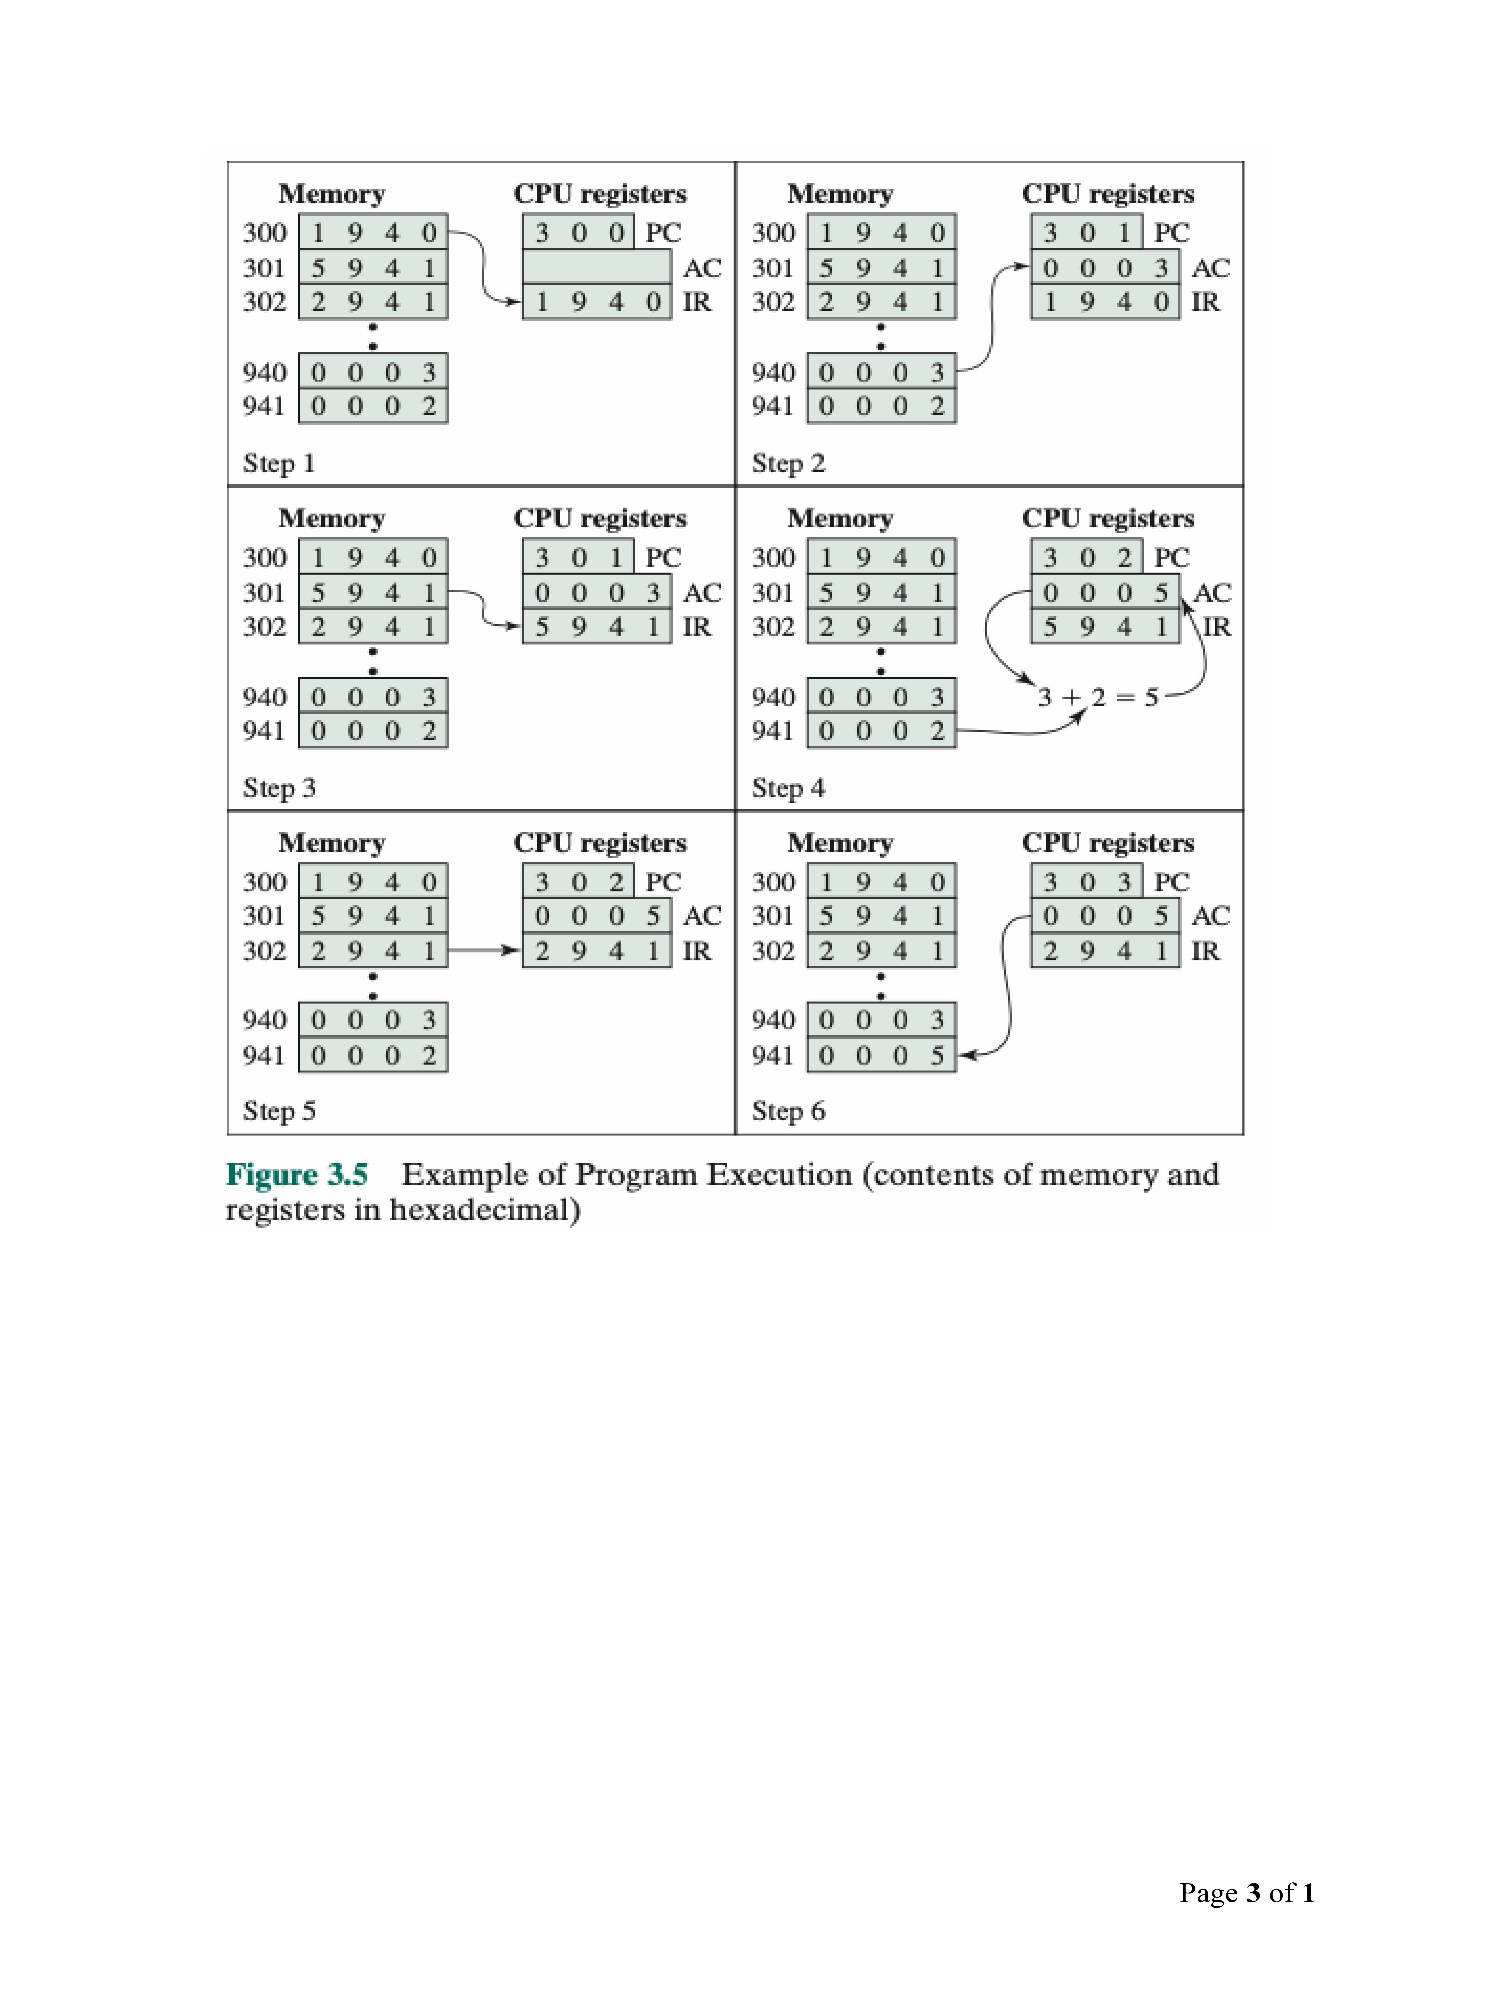 Memory CPU registers
300 1 9 4 0 3 0 0 PC
301 5 9 4 1 AC
302 2 9 4 1 1 9 4 0 IR
940 0 0 0 3
941 0 0 0 2
Step 1
Memory CPU registers
300 1 9 4 0 3 0 1 PC
301 5 9 4 1 0 0 0 3 AC
302 2 9 4 1 1 9 4 0 IR
940 0 0 0 3
941 0 0 0 2
Step 2
Memory CPU registers
300 1 9 4 0 3 0 1 PC
301 5 9 4 1 0 0 0 3 AC
302 2 9 4 1 5 9 4 1 IR
940 0 0 0 3
941 0 0 0 2
Step 3
Memory CPU registers
300 1 9 4 0 3 0 2 PC
301 5 9 4 1 0 0 0 5 AC
302 2 9 4 1 5 9 4 1 IR
940 0 0 0 3 3 + 2 = 5
941 0 0 0 2
Step 4
Memory CPU registers
300 1 9 4 0 3 0 2 PC
301 5 9 4 1 0 0 0 5 AC
302 2 9 4 1 2 9 4 1 IR
940 0 0 0 3
941 0 0 0 2
Step 5
Memory CPU registers
300 1 9 4 0 3 0 3 PC
301 5 9 4 1 0 0 0 5 AC
302 2 9 4 1 2 9 4 1 IR
940 0 0 0 3
941 0 0 0 5
Step 6
Figure 3.5 Example of Program Execution (contents of memory and
registers in hexadecimal)
Page 3 of 1